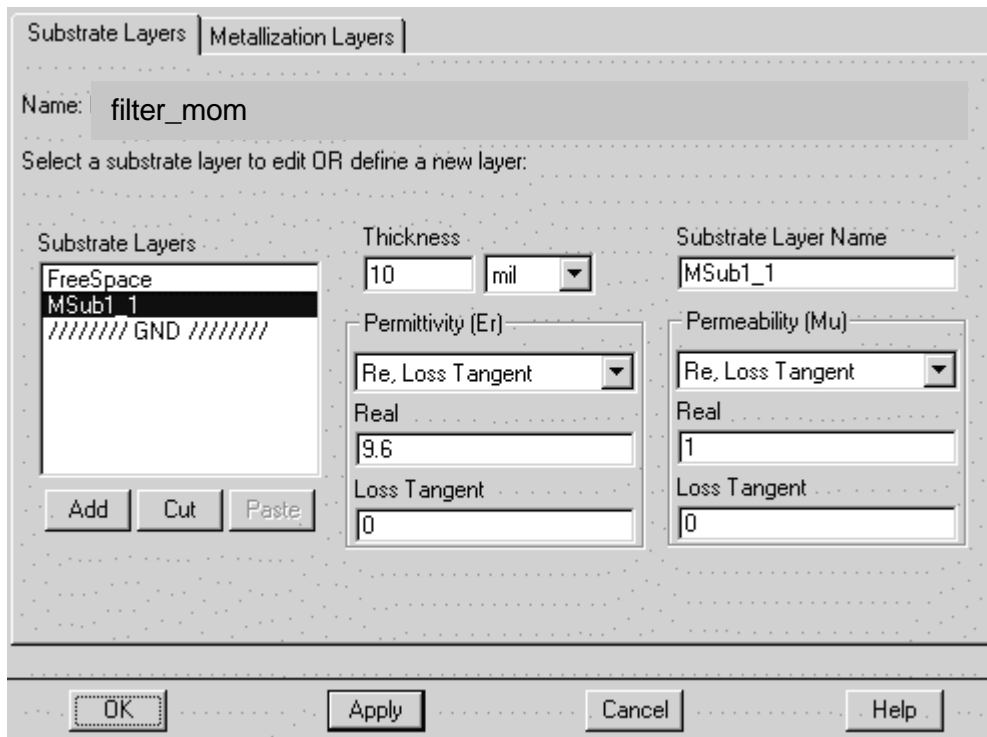 Substrate Layers Metallization Layers
Name: filter_mom
Select a substrate layer to edit OR define a new layer:
Substrate Layers
FreeSpace
MSub1_1
//////// GND ////////
Add Cut Paste
Thickness
10 mil
Permittivity (Er)
Re, Loss Tangent
Real
9.6
Loss Tangent
0
Substrate Layer Name
MSub1_1
Permeability (Mu)
Re, Loss Tangent
Real
1
Loss Tangent
0
OK Apply Cancel Help